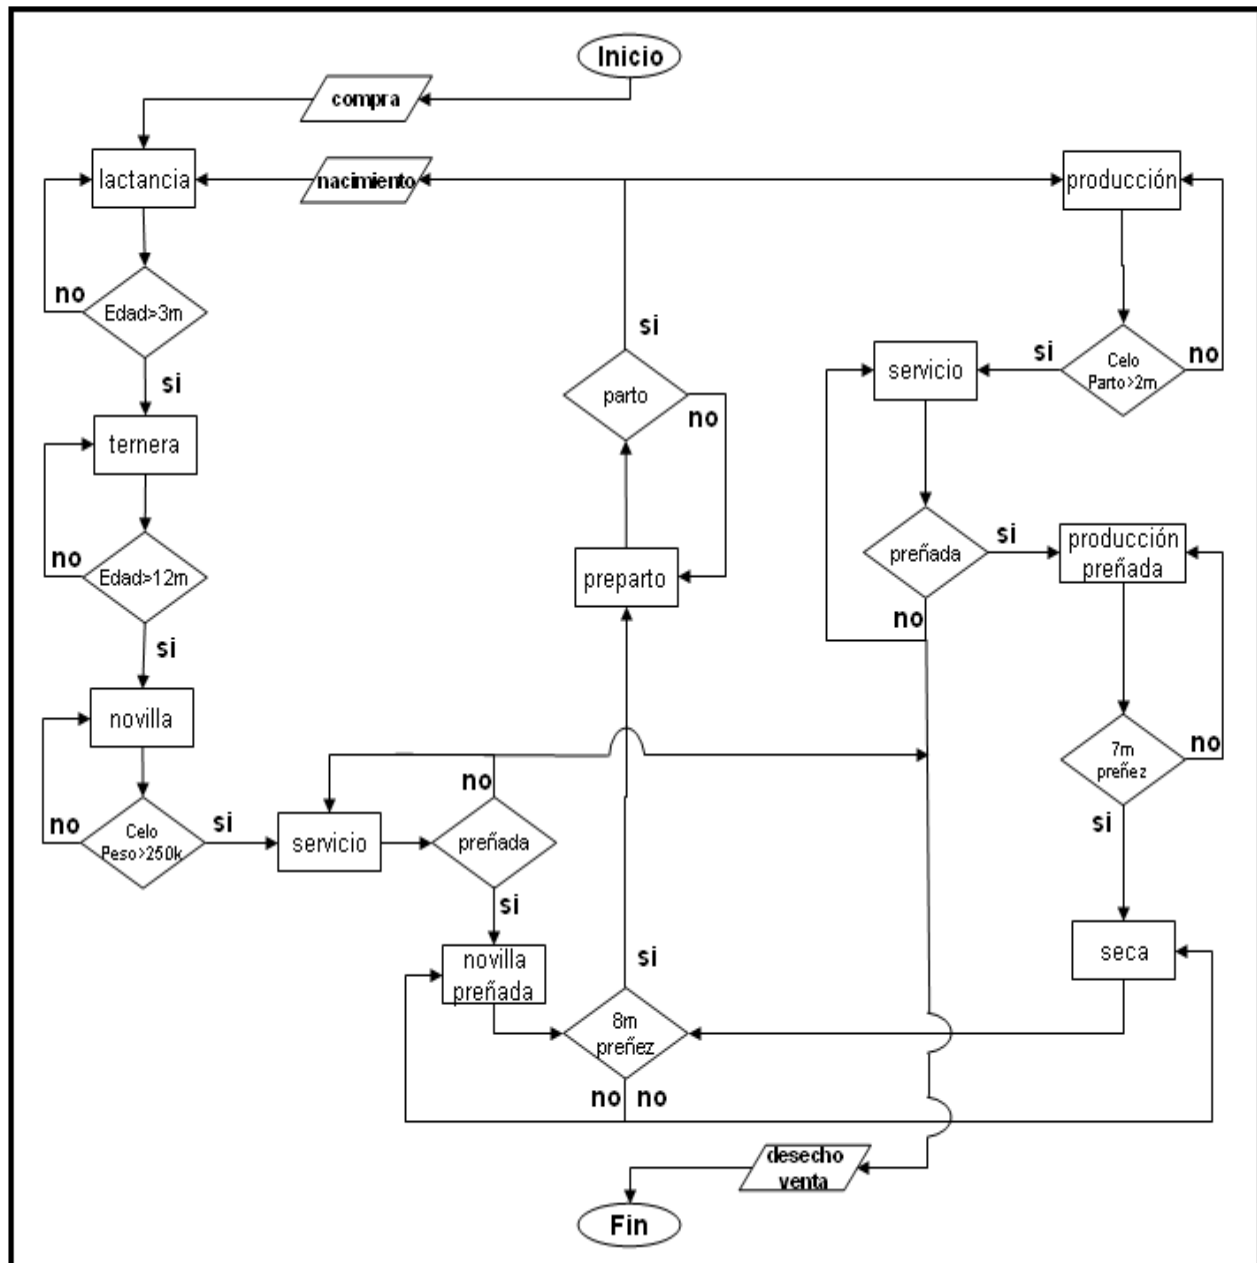 Inicio
compra
lactancia
nacimiento
producción
no
Edad>3m
si
si
servicio
si
Celo
Parto>2m
no
parto
no
ternera
no
Edad>12m
si
preparto
preñada
si
producción
preñada
no
novilla
no
Celo
Peso>250k
si
servicio
no
preñada
si
7m
preñez
no
si
novilla
preñada
si
8m
preñez
no
no
seca
desecho
venta
Fin